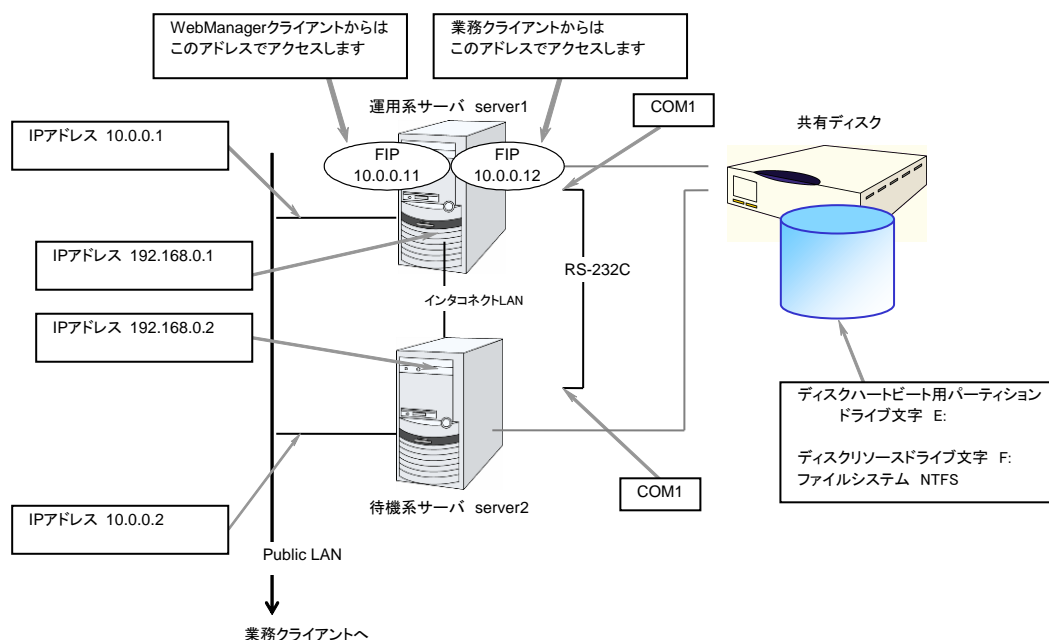 WebManagerクライアントからは
このアドレスでアクセスします
業務クライアントからは
このアドレスでアクセスします
運用系サーバ server1
COM1
共有ディスク
IPアドレス 10.0.0.1
FIP
10.0.0.11
FIP
10.0.0.12
IPアドレス 192.168.0.1
RS-232C
インタコネクトLAN
IPアドレス 192.168.0.2
ディスクハートビート用パーティション
ドライブ文字 E:
ディスクリソースドライブ文字 F:
ファイルシステム NTFS
COM1
IPアドレス 10.0.0.2
待機系サーバ server2
Public LAN
業務クライアントへ